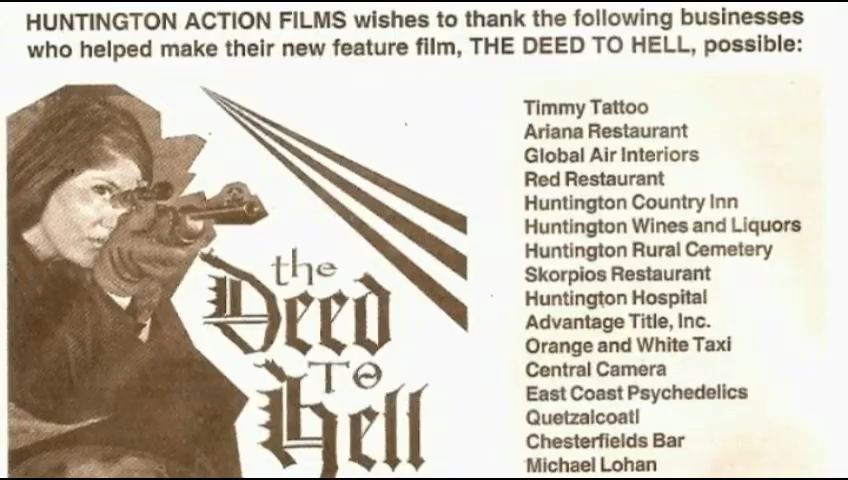 HUNTINGTON ACTION FILMS wishes to thank the following businesses
who helped make their new feature film, THE DEED TO HELL, possible:
the
Deed
TO
Hell
Timmy Tattoo
Ariana Restaurant
Global Air Interiors
Red Restaurant
Huntington Country Inn
Huntington Wines and Liquors
Huntington Rural Cemetery
Skorpios Restaurant
Huntington Hospital
Advantage Title, Inc.
Orange and White Taxi
Central Camera
East Coast Psychedelics
Quetzalcoatl
Chesterfields Bar
Michael Lohan